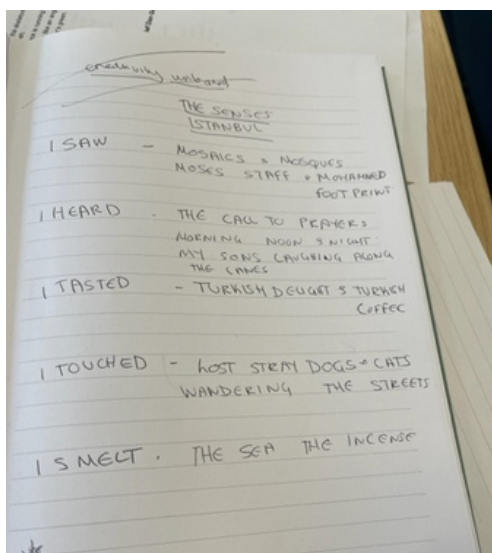 creativity unbound
THE SENSES
ISTANBUL
I SAW - MOSAICS & MOSQUES
MOSES STAFF & MOHAMMED
FOOT PRINT
I HEARD - THE CALL TO PRAYERS
MORNING NOON & NIGHT
MY SONS LAUGHING ALONG
THE LANES
I TASTED - TURKISH DELIGHT & TURKISH
COFFEE
I TOUCHED - LOST STRAY DOGS & CATS
WANDERING THE STREETS
I SMELT. THE SEA THE INCENSE